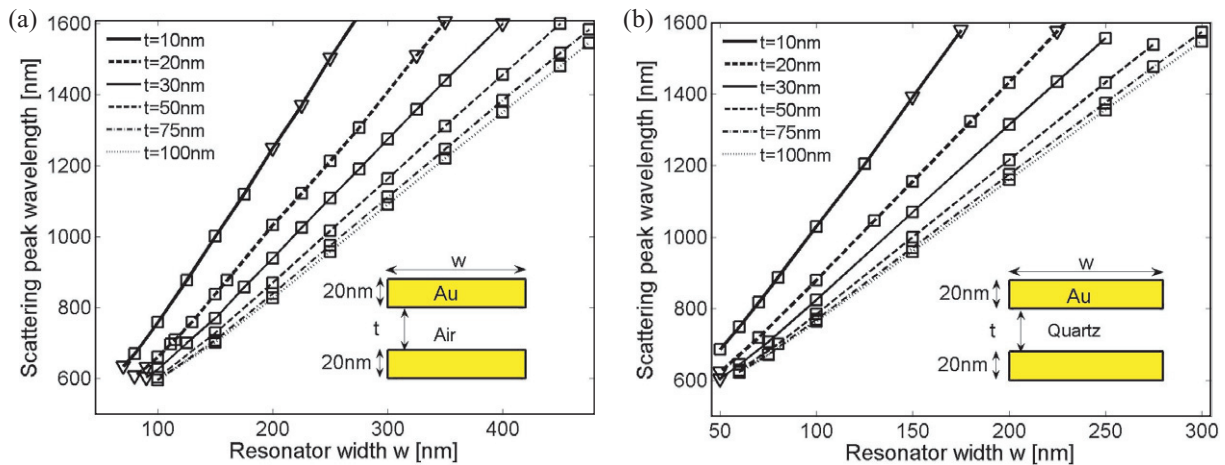 (a)
Scattering peak wavelength [nm]
1600
1400
1200
1000
800
600
t=10nm
t=20nm
t=30nm
t=50nm
t=75nm
t=100nm
w
20nm
Au
t
Air
20nm
100
200
300
400
Resonator width w [nm]
(b)
Scattering peak wavelength [nm]
1600
1400
1200
1000
800
600
t=10nm
t=20nm
t=30nm
t=50nm
t=75nm
t=100nm
w
20nm
Au
t
Quartz
20nm
50
100
150
200
250
300
Resonator width w [nm]